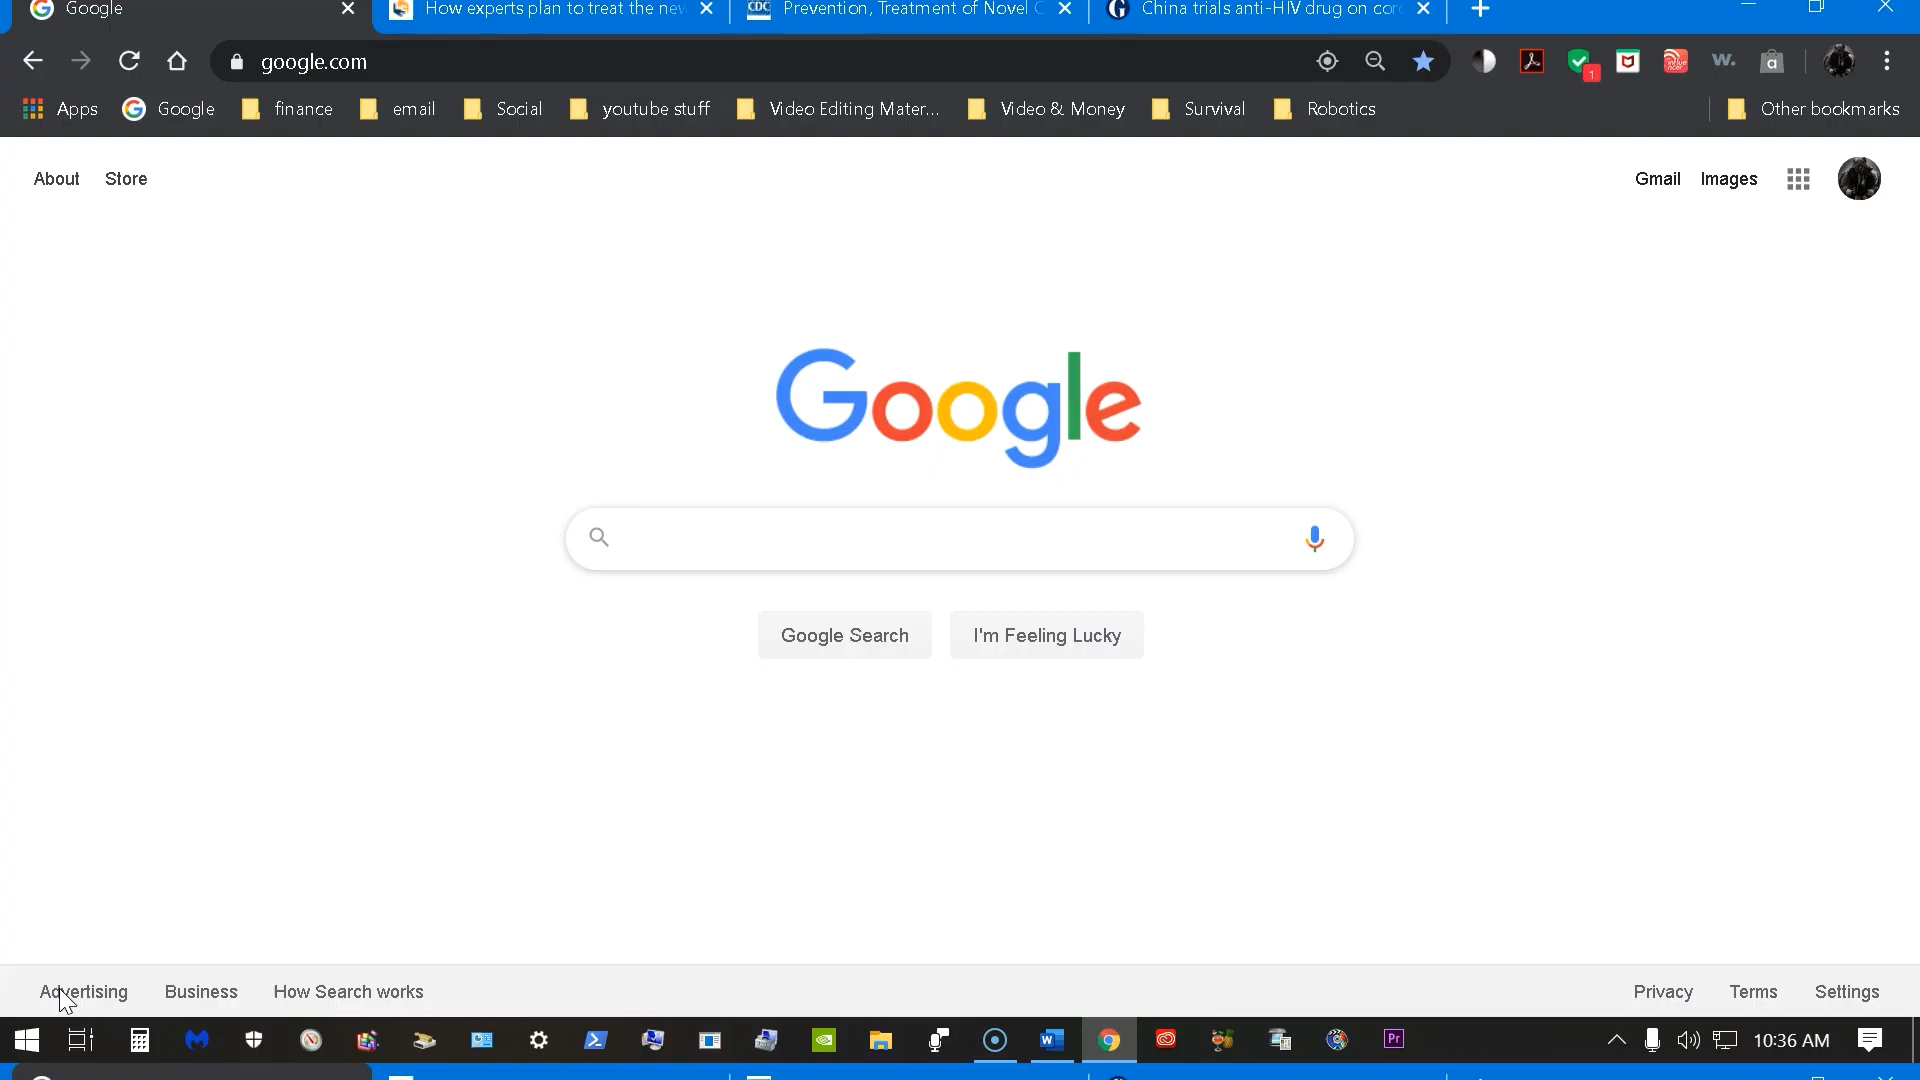 Google How experts plan to treat the nev Prevention, Treatment of Novel C China trials anti-HIV drug on cor
google.com
1
w.
a
Apps Google finance email Social youtube stuff Video Editing Mater... Video & Money Survival Robotics Other bookmarks
About Store Gmail Images
Google
Google Search I'm Feeling Lucky
Advertising Business How Search works Privacy Terms Settings
10:36 AM